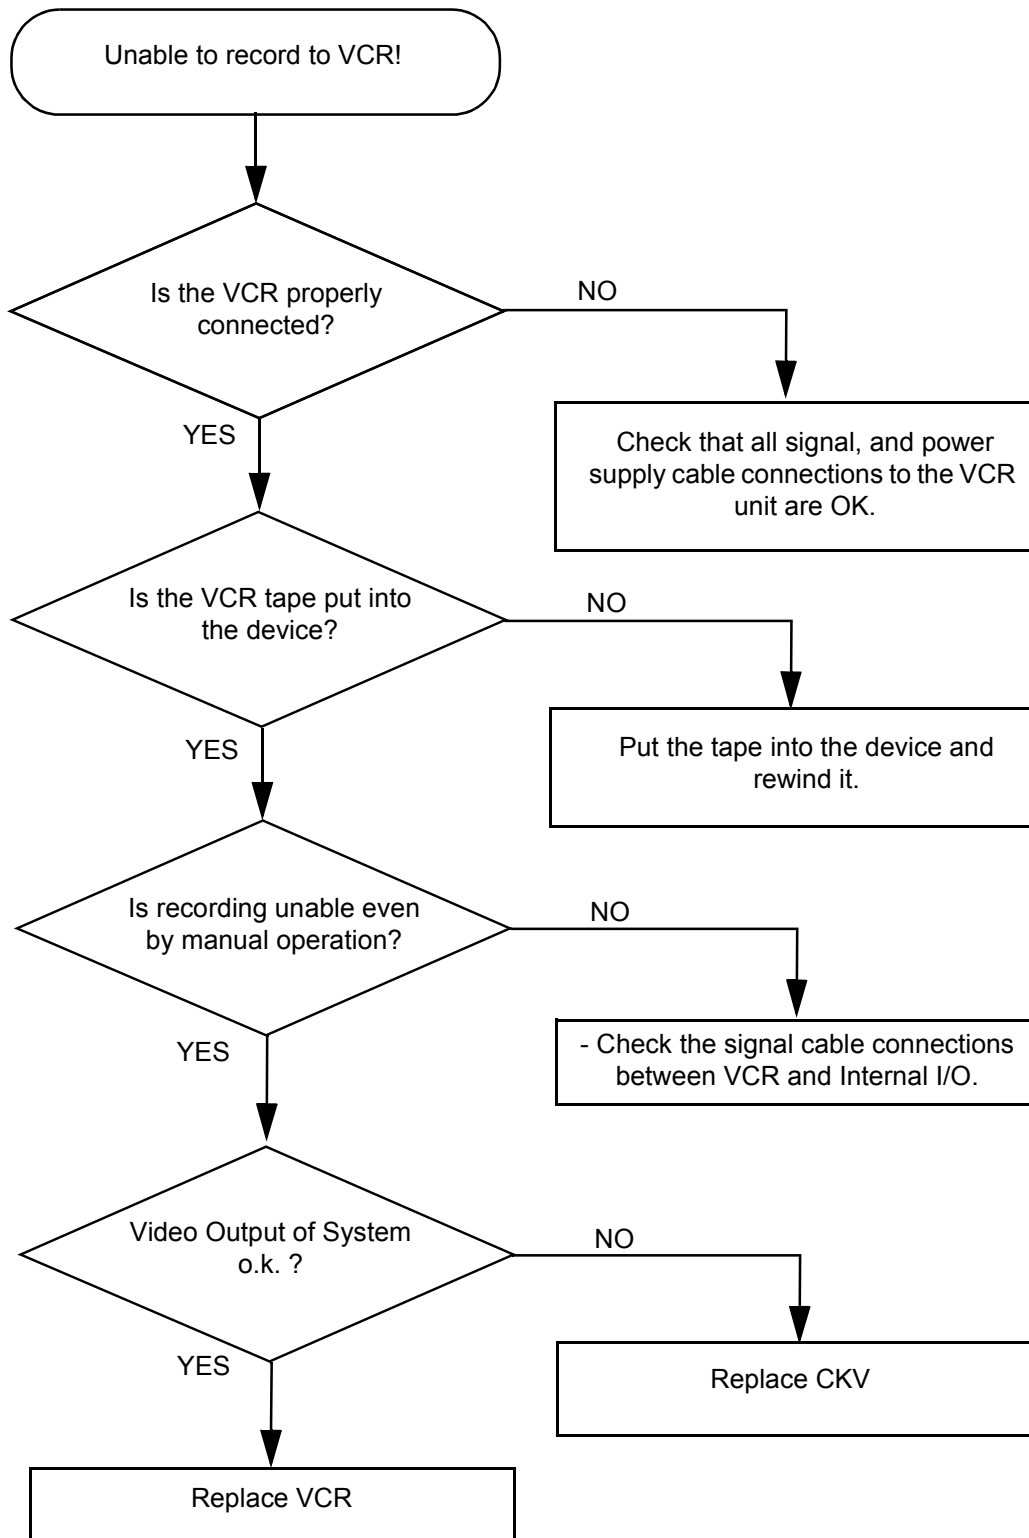 Unable to record to VCR!
Is the VCR properly
connected?
NO
YES
Check that all signal, and power
supply cable connections to the VCR
unit are OK.
Is the VCR tape put into
the device?
NO
YES
Put the tape into the device and
rewind it.
Is recording unable even
by manual operation?
NO
YES
- Check the signal cable connections
between VCR and Internal I/O.
Video Output of System
o.k. ?
NO
YES
Replace CKV
Replace VCR